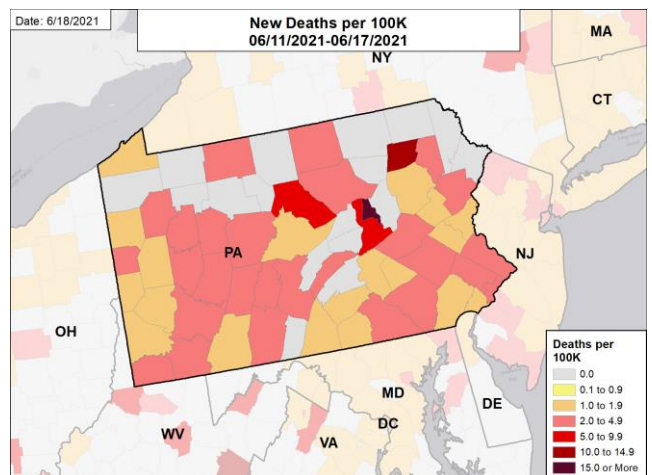 Date: 6/18/2021
New Deaths per 100K
06/11/2021-06/17/2021
MA
NY
CT
PA
NJ
OH
MD
DE
DC
WV
VA
Deaths per
100K
0.0
0.1 to 0.9
1.0 to 1.9
2.0 to 4.9
5.0 to 9.9
10.0 to 14.9
15.0 or More